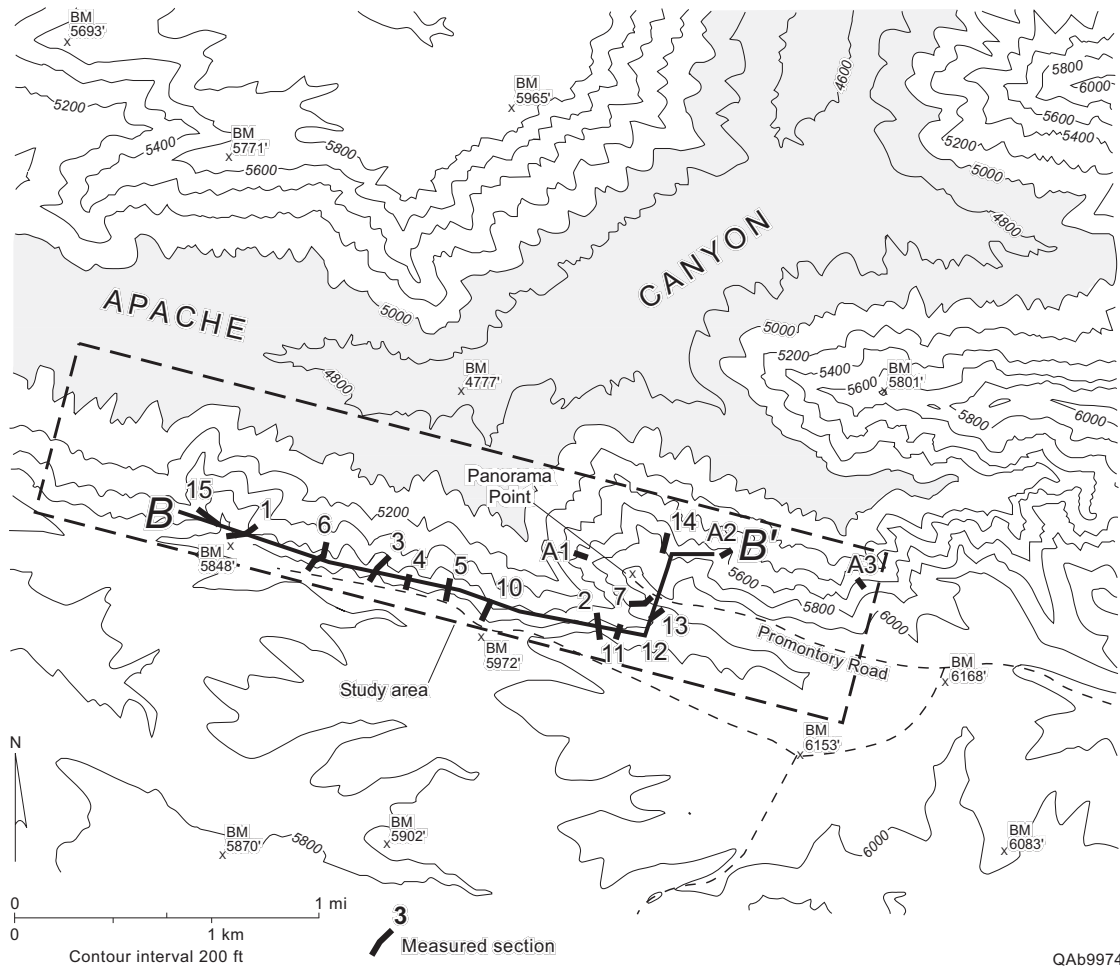 BM
5693'
BM
5965'
4600
5800
6000
5200
5400
BM
5771'
5800
5600
5600
5400
5200
5000
4800
CANYON
APACHE
5000
5000
5200
5400
5600
BM
5801'
5800
6000
BM
4777'
4800
Panorama
Point
15
B
1
BM
5848'
6
5200
3
4
5
10
BM
5972'
A1
14
A2
B'
A3
5600
5800
6000
7
2
13
11
12
Promontory Road
BM
6168'
Study area
BM
6153'
N
BM
5870'
5800
BM
5902'
6000
BM
6083'
0
1 mi
0
1 km
Contour interval 200 ft
3
Measured section
QAb9974